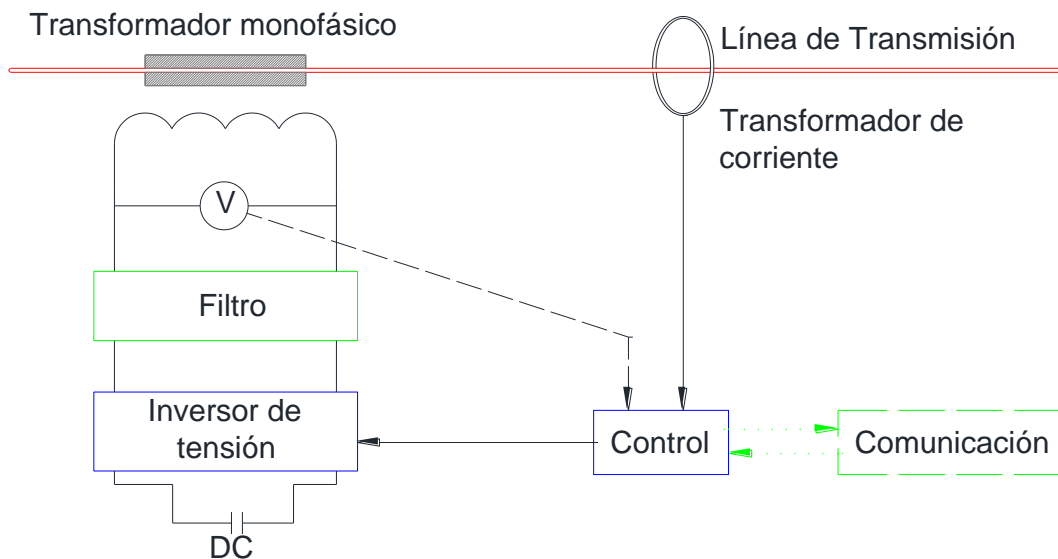 Transformador monofásico
Línea de Transmisión
Transformador de
corriente
V
Filtro
Inversor de
tensión
Control
Comunicación
DC